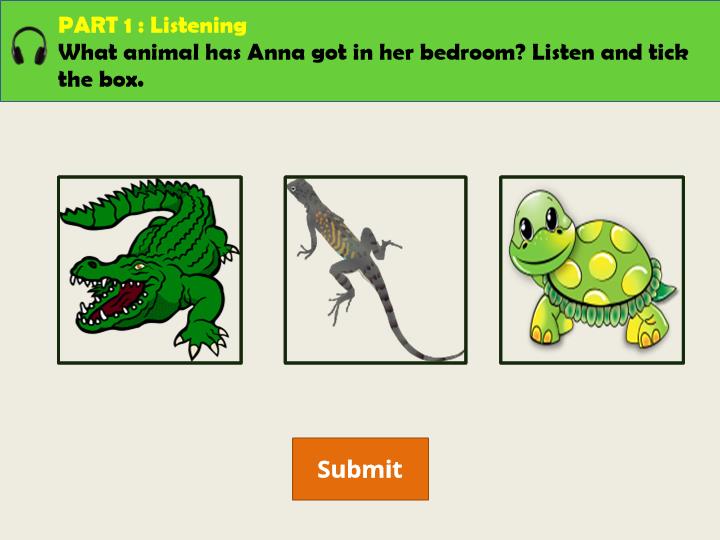 PART 1 : Listening
What animal has Anna got in her bedroom? Listen and tick
the box.
Submit